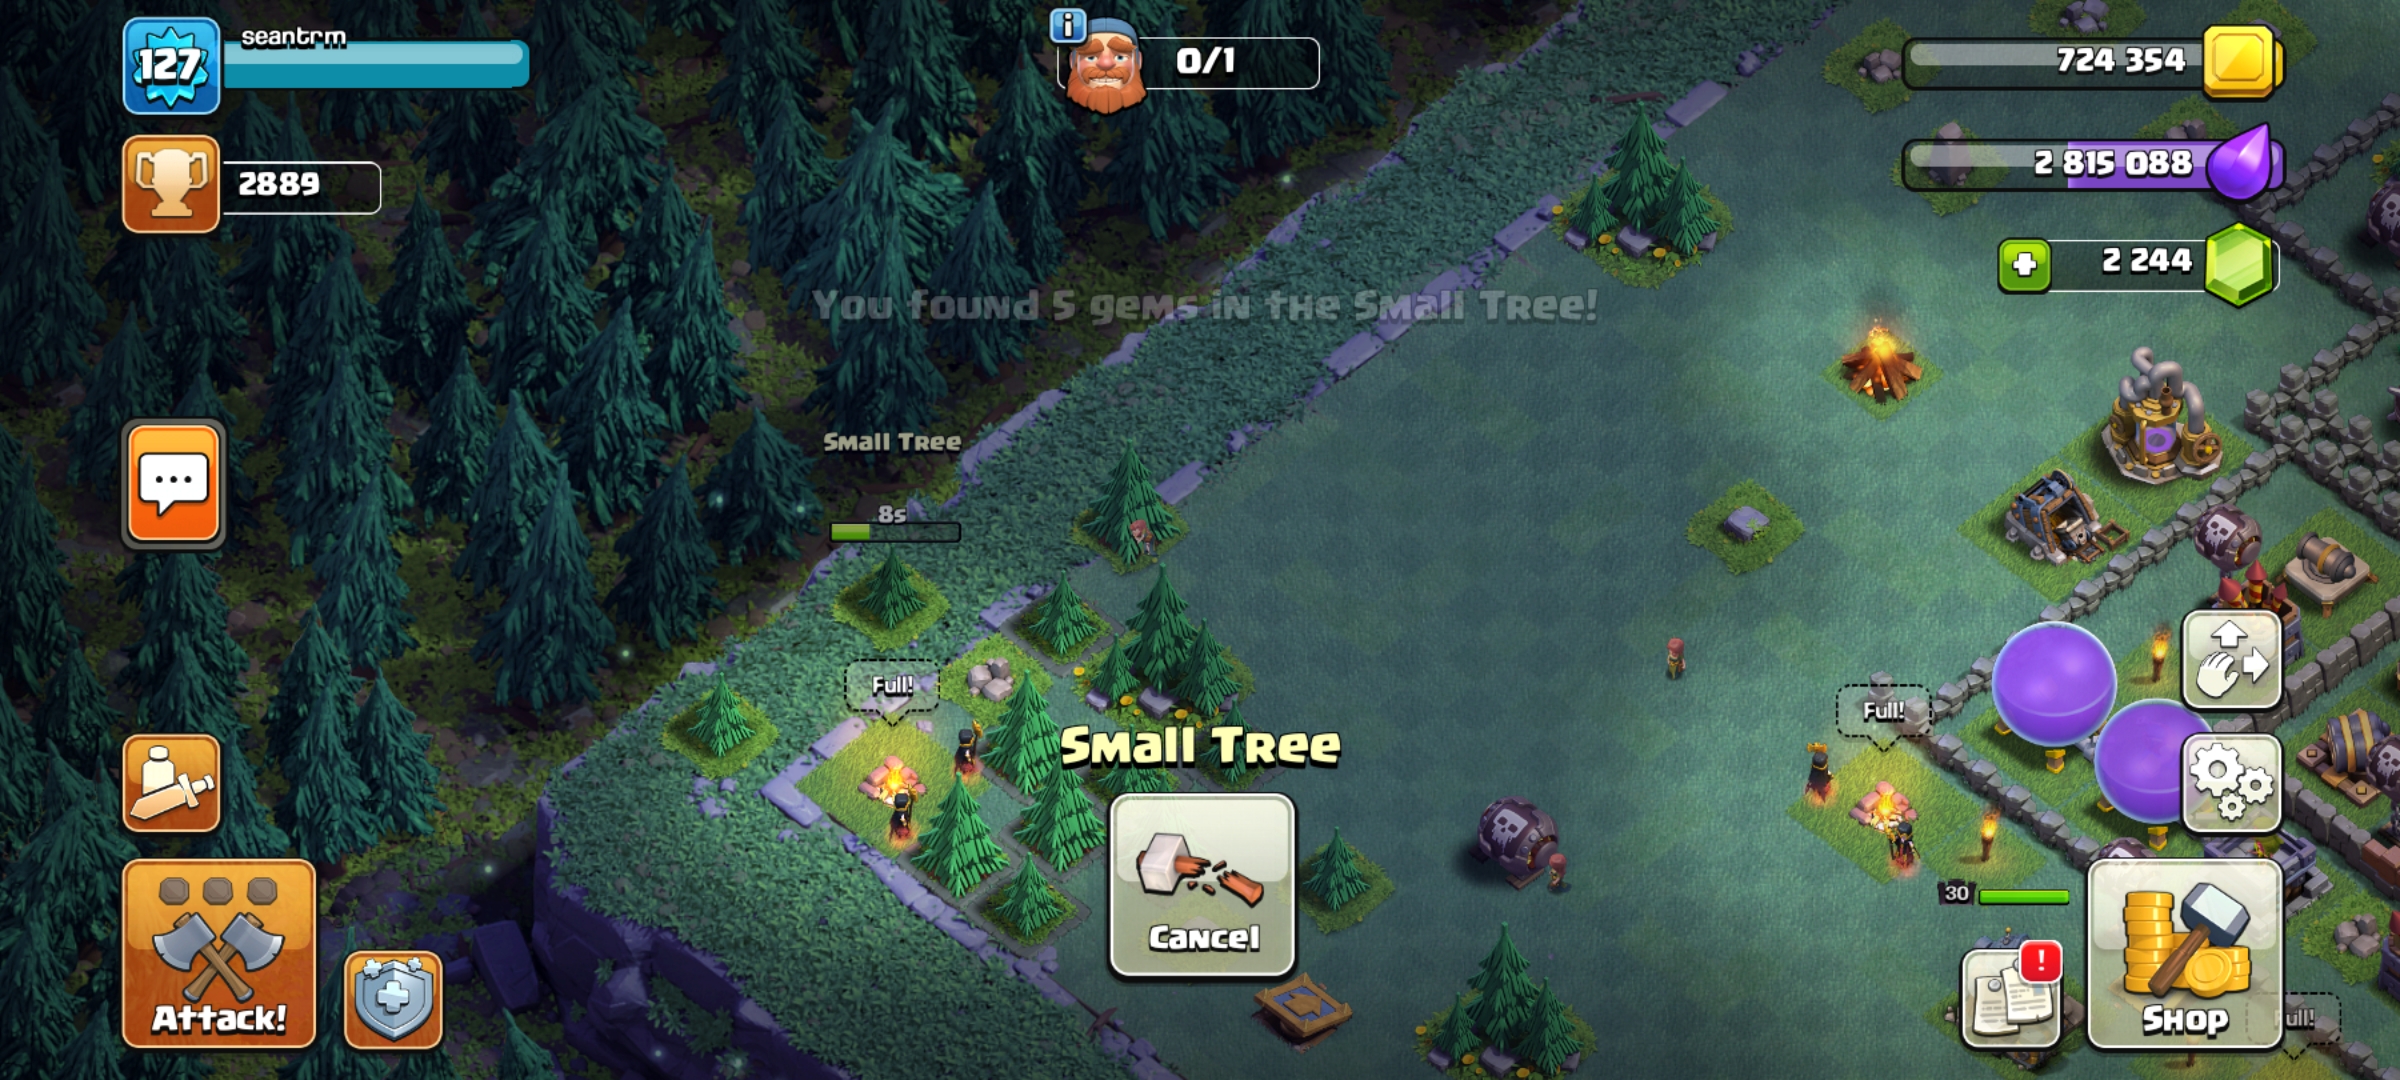 127
seantrm
i
0/1
724 354
2889
2 815 088
2 244
You found 5 gems in the Small Tree!
Small Tree
8s
Full!
Full!
Small Tree
30
Cancel
!
Attack!
Shop
ull!